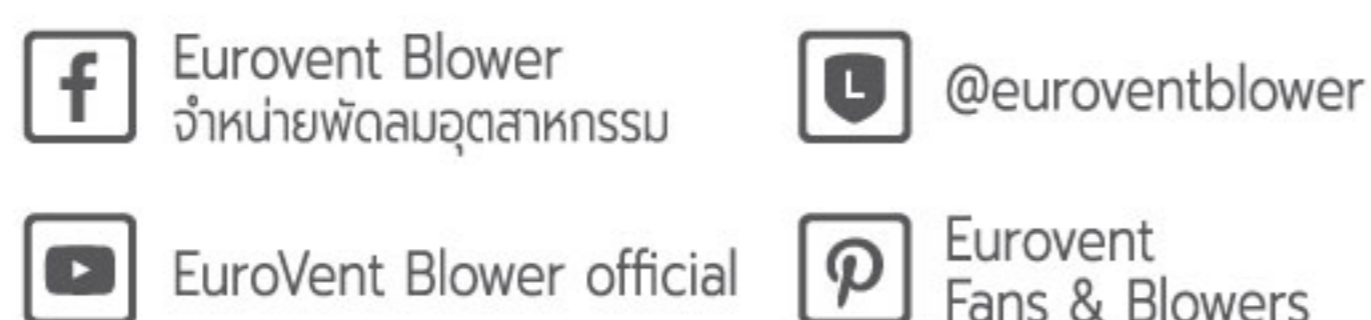 Eurovent Blower
จำหน่ายพัดลมอุตสาหกรรม
L
@euroventblower
EuroVent Blower official
Eurovent
Fans & Blowers